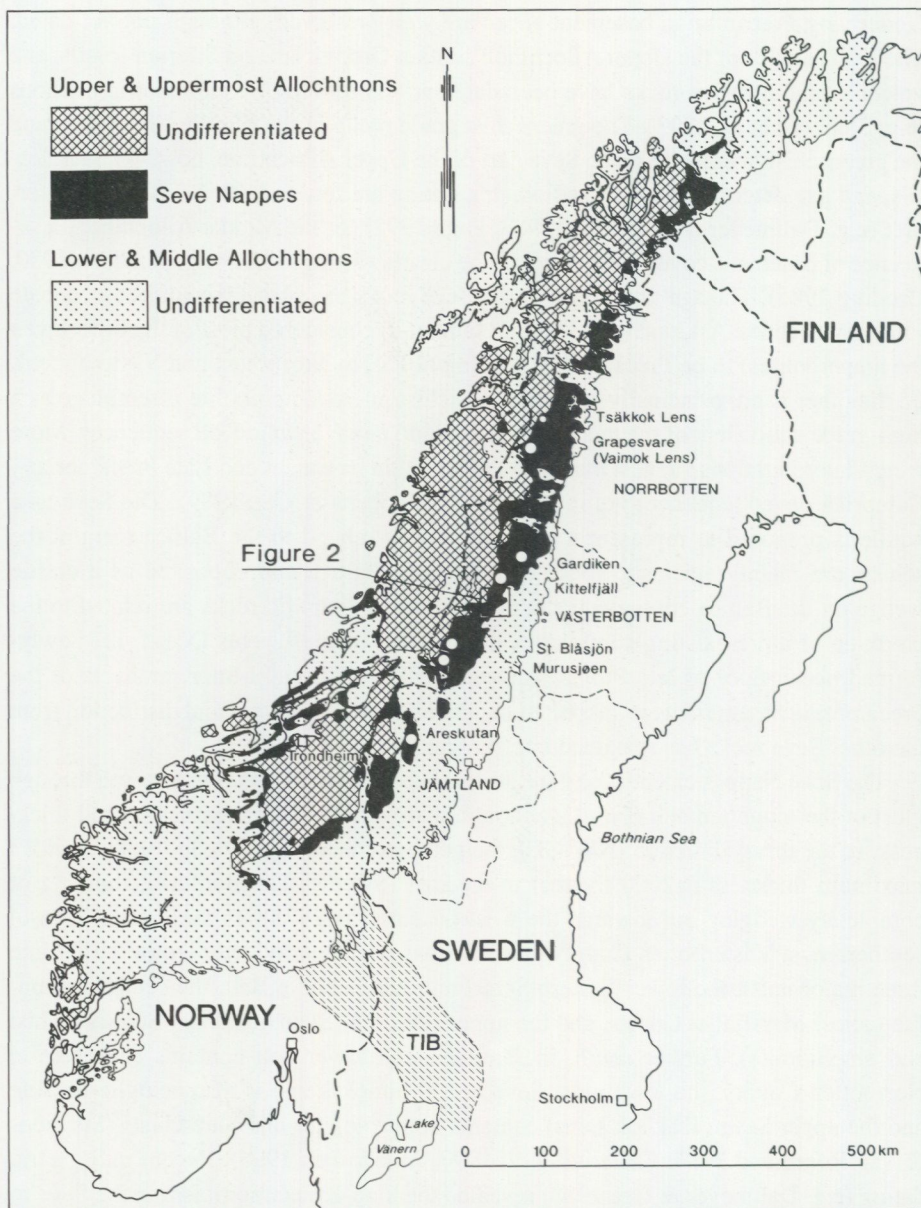 N
Upper & Uppermost Allochthons
Undifferentiated
Seve Nappes
Lower & Middle Allochthons
Undifferentiated
FINLAND
Tsäkkok Lens
Grapesvare
(Vaimok Lens)
NORRBOTTEN
Figure 2
Gardiken
Kittelfjäll
VÄSTERBOTTEN
St. Blåsjön
Murusjøen
Åreskutan
Trondheim
JÄMTLAND
Bothnian Sea
SWEDEN
NORWAY
Oslo
TIB
Stockholm
Lake
Vänern
0 100 200 300 400 500 km